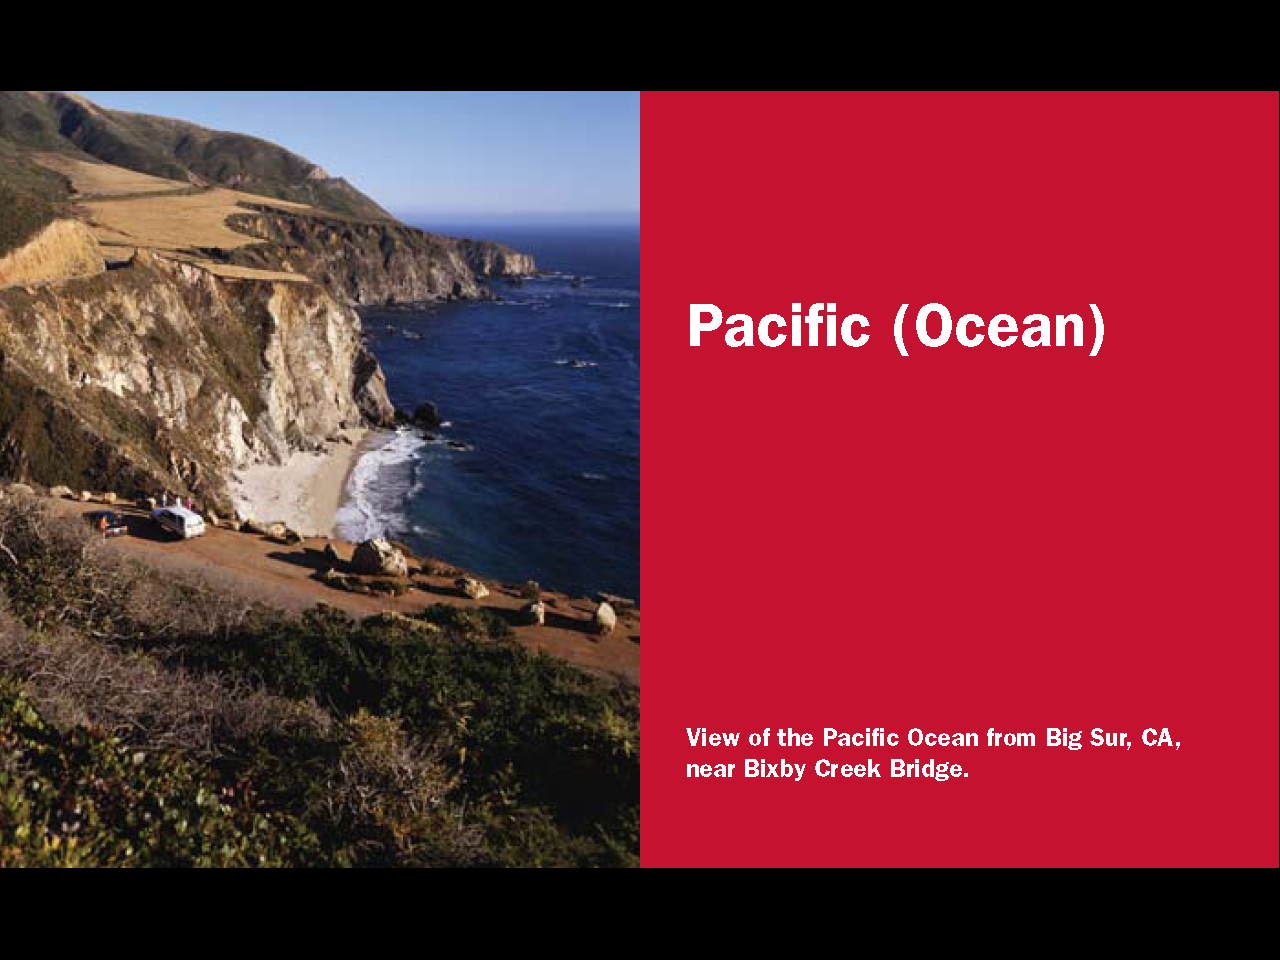 Pacific (Ocean)
View of the Pacific Ocean from Big Sur, CA,
near Bixby Creek Bridge.